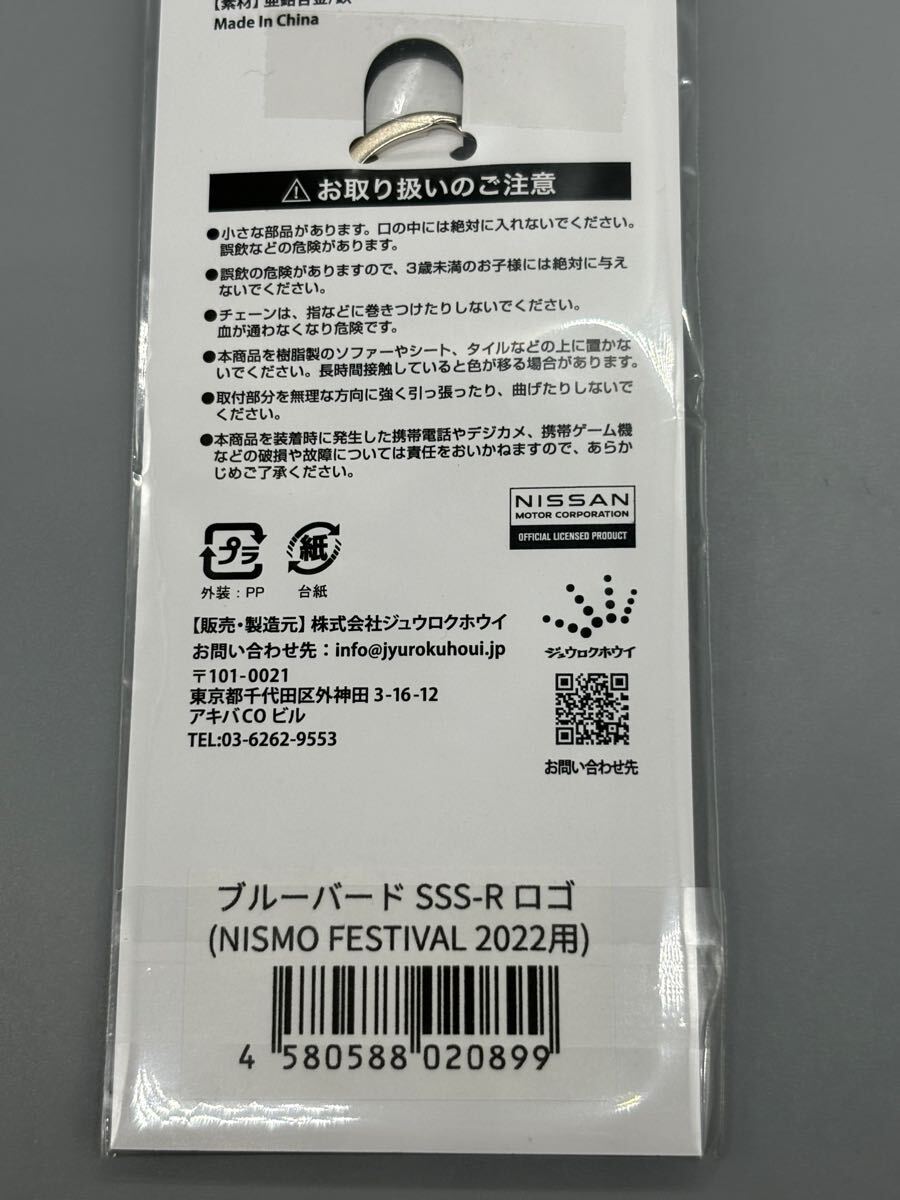 【素材】亜鉛合金/鉄
Made In China
お取り扱いのご注意
●小さな部品があります。口の中には絶対に入れないでください。
誤飲などの危険があります。
●誤飲の危険がありますので、3歳未満のお子様には絶対に与え
ないでください。
●チェーンは、指などに巻きつけたりしないでください。
血が通わなくなり危険です。
●本商品を樹脂製のソファーやシート、タイルなどの上に置かな
いでください。長時間接触していると色が移る場合があります。
●取付部分を無理な方向に強く引っ張ったり、曲げたりしないで
ください。
●本商品を装着時に発生した携帯電話やデジカメ、携帯ゲーム機
などの破損や故障については責任をおいかねますので、あらか
じめご了承ください。
NISSAN
MOTOR CORPORATION
OFFICIAL LICENSED PRODUCT
プラ
紙
外装：PP
台紙
【販売・製造元】株式会社ジュウロクホウイ
お問い合わせ先：info@jyurokuhoui.jp
〒101-0021
東京都千代田区外神田 3-16-12
アキバCO ビル
TEL:03-6262-9553
ジュウロクホウイ
お問い合わせ先
ブルーバード SSS-R ロゴ
(NISMO FESTIVAL 2022用)
4 580588 020899